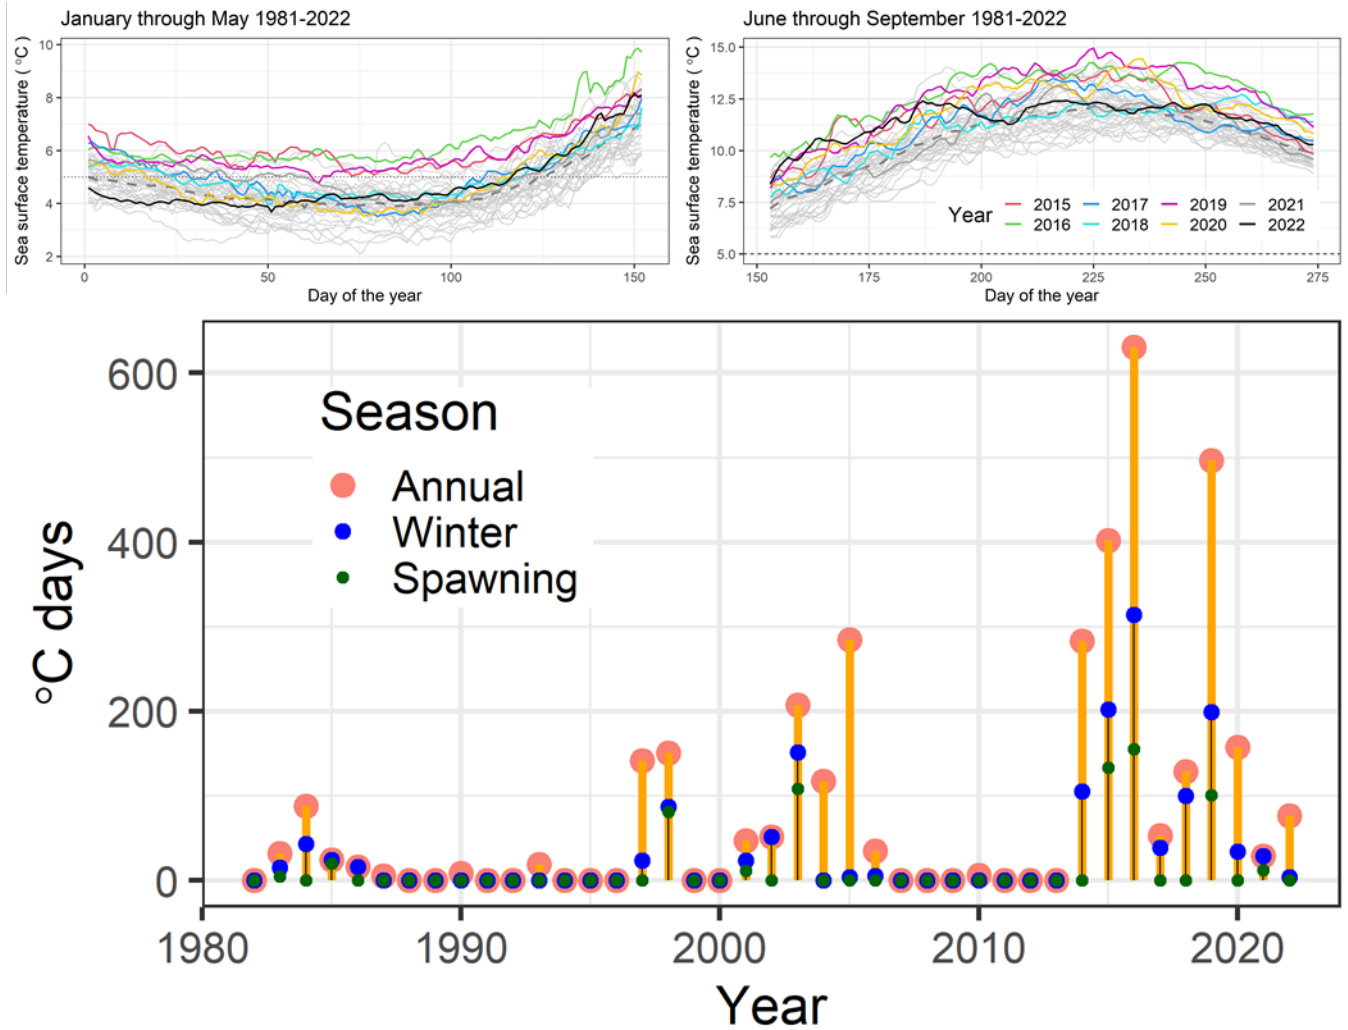 January through May 1981-2022
Sea surface temperature ( °C )
10
8
6
4
2
0
50
100
150
Day of the year
June through September 1981-2022
Sea surface temperature ( °C )
15.0
12.5
10.0
7.5
5.0
Year
2015 2017 2019 2021
2016 2018 2020 2022
150
175
200
225
250
275
Day of the year
°C days
600
400
200
0
Season
Annual
Winter
Spawning
1980
1990
2000
2010
2020
Year